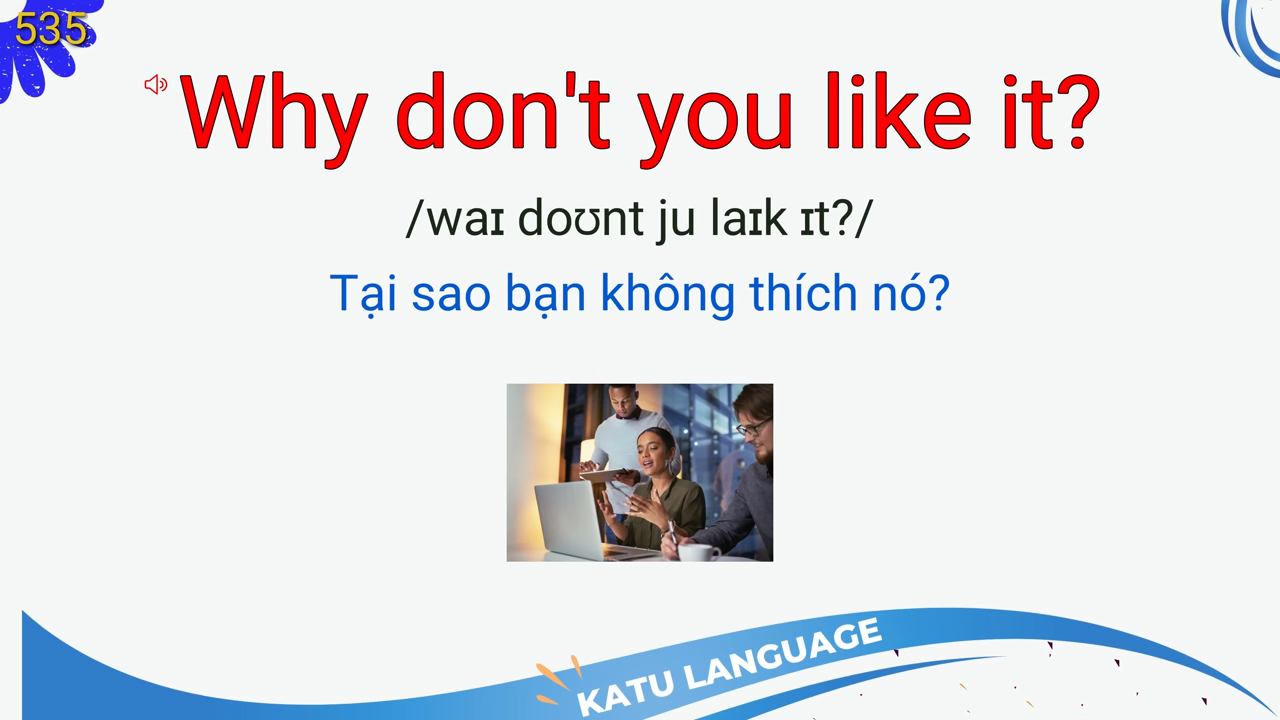 535
Why don't you like it?
/waɪ doʊnt ju laɪk ɪt?/
Tại sao bạn không thích nó?
KATU LANGUAGE